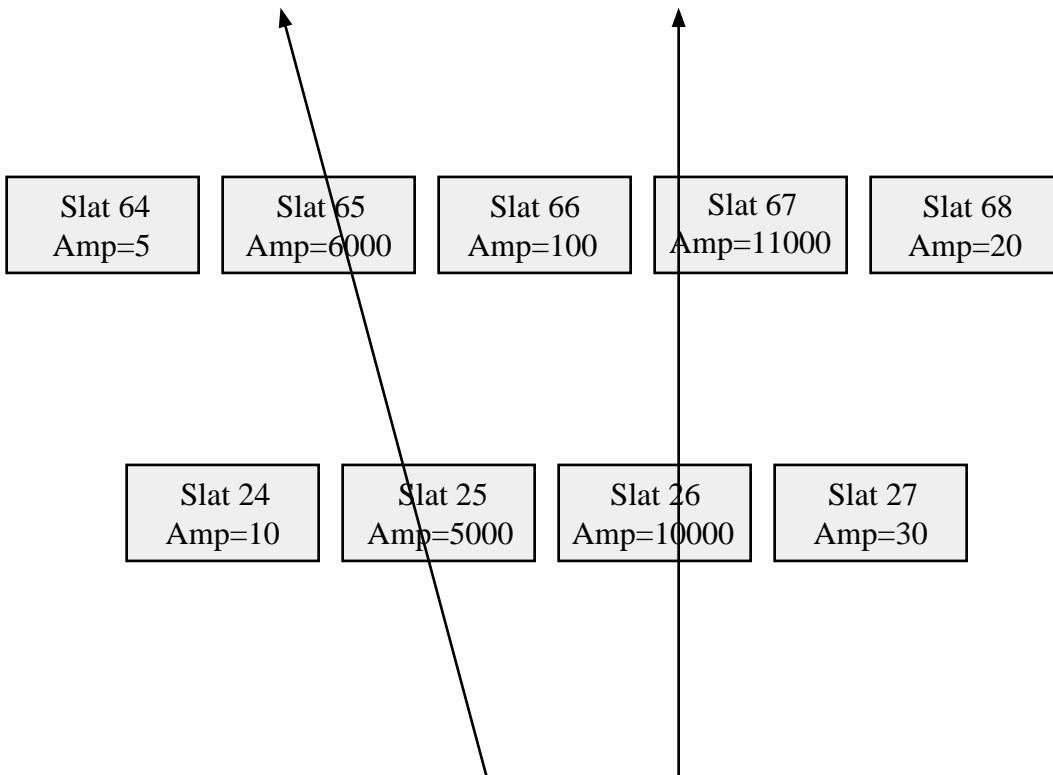 Slat 64
Amp=5
Slat 65
Amp=6000
Slat 66
Amp=100
Slat 67
Amp=11000
Slat 68
Amp=20
Slat 24
Amp=10
Slat 25
Amp=5000
Slat 26
Amp=10000
Slat 27
Amp=30